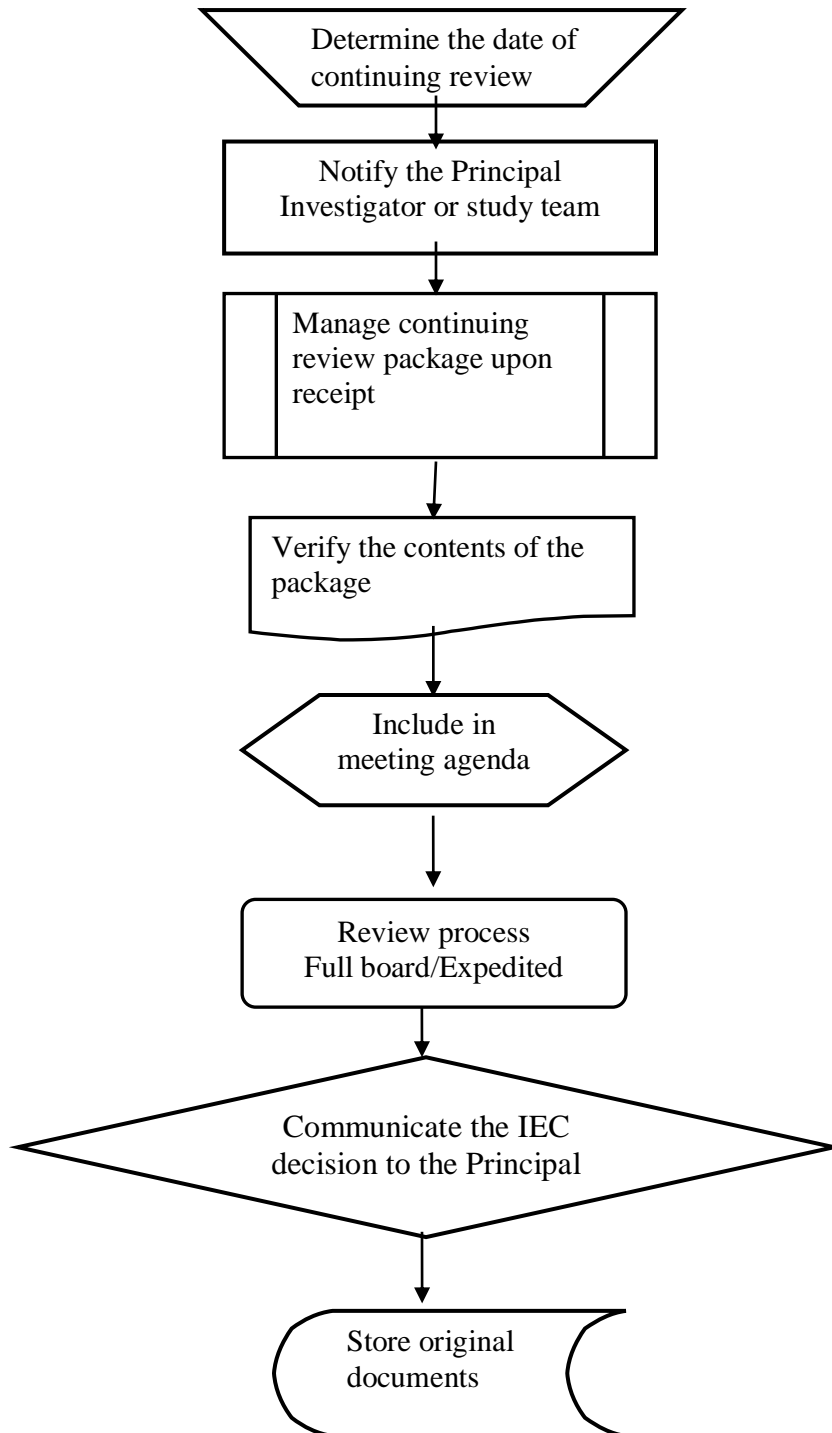 Determine the date of
continuing review
Notify the Principal
Investigator or study team
Manage continuing
review package upon
receipt
Verify the contents of the
package
Include in
meeting agenda
Review process
Full board/Expedited
Communicate the IEC
decision to the Principal
Store original
documents